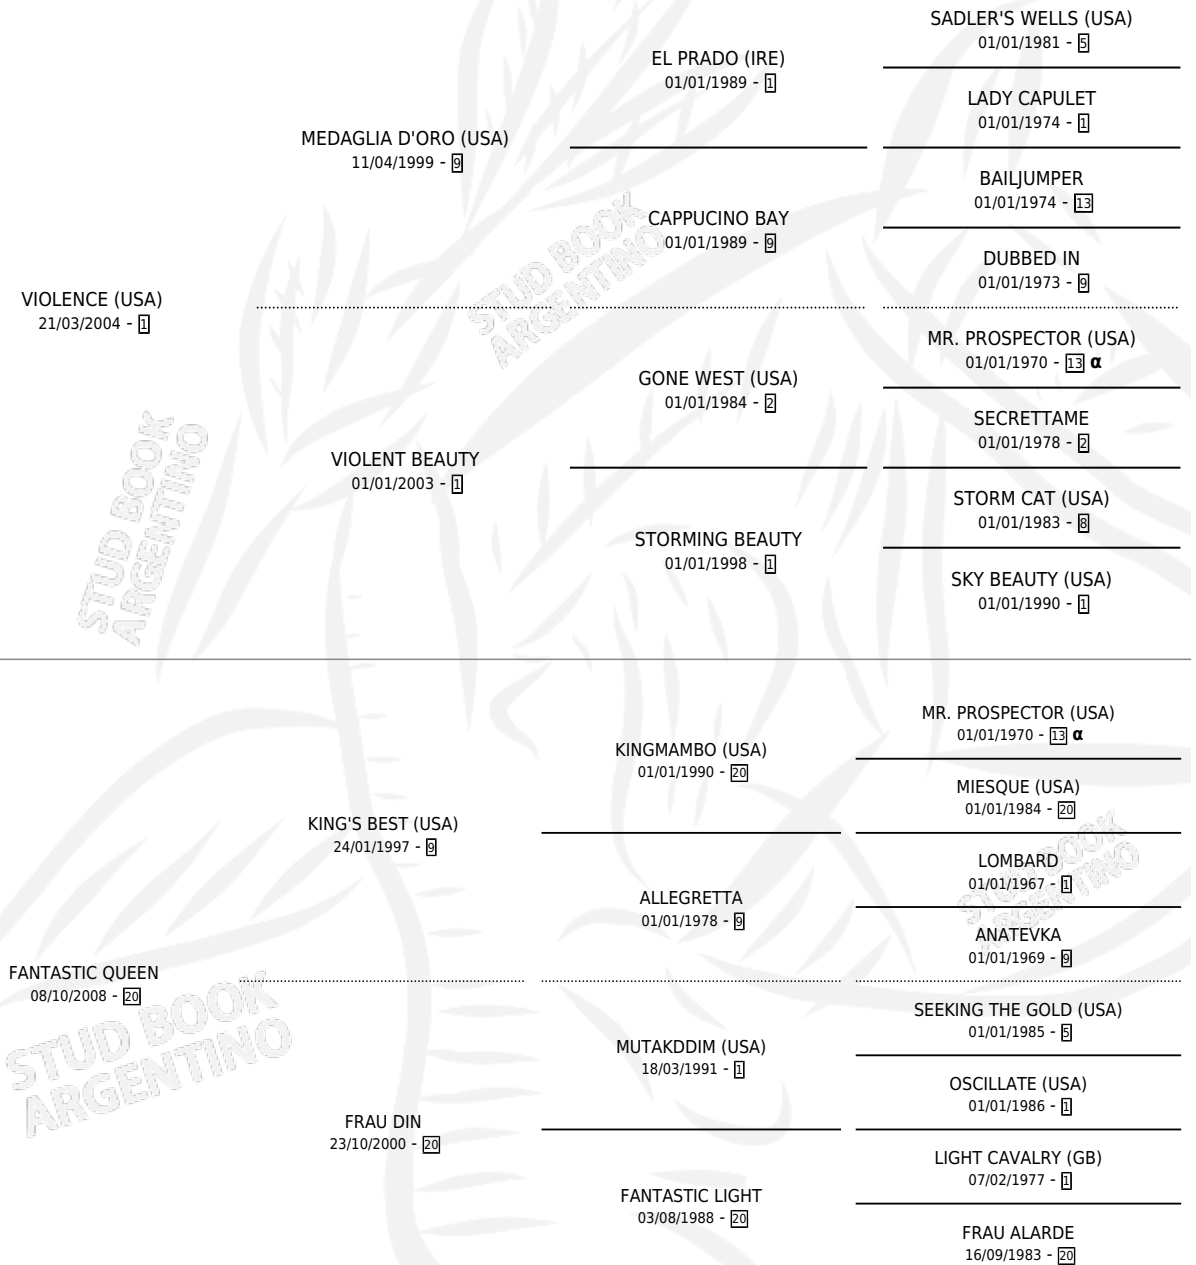 SADLER'S WELLS (USA)
01/01/1981 - 5
EL PRADO (IRE)
01/01/1989 - 1
LADY CAPULET
01/01/1974 - 1
MEDAGLIA D'ORO (USA)
11/04/1999 - 9
BAILJUMPER
01/01/1974 - 13
CAPPUCINO BAY
01/01/1989 - 9
DUBBED IN
01/01/1973 - 9
VIOLENCE (USA)
21/03/2004 - 1
MR. PROSPECTOR (USA)
01/01/1970 - 13 α
GONE WEST (USA)
01/01/1984 - 2
SECRETTAME
01/01/1978 - 2
VIOLENT BEAUTY
01/01/2003 - 1
STORM CAT (USA)
01/01/1983 - 8
STORMING BEAUTY
01/01/1998 - 1
SKY BEAUTY (USA)
01/01/1990 - 1
MR. PROSPECTOR (USA)
01/01/1970 - 13 α
KINGMAMBO (USA)
01/01/1990 - 20
MIESQUE (USA)
01/01/1984 - 20
KING'S BEST (USA)
24/01/1997 - 9
LOMBARD
01/01/1967 - 1
ALLEGRETTA
01/01/1978 - 9
ANATEVKA
01/01/1969 - 9
FANTASTIC QUEEN
08/10/2008 - 20
SEEKING THE GOLD (USA)
01/01/1985 - 5
MUTAKDDIM (USA)
18/03/1991 - 1
OSCILLATE (USA)
01/01/1986 - 1
FRAU DIN
23/10/2000 - 20
LIGHT CAVALRY (GB)
07/02/1977 - 1
FANTASTIC LIGHT
03/08/1988 - 20
FRAU ALARDE
16/09/1983 - 20
STUD BOOK
ARGENTINO
STUD BOOK
ARGENTINO
STUD BOOK
ARGENTINO
STUD BOOK
ARGENTINO